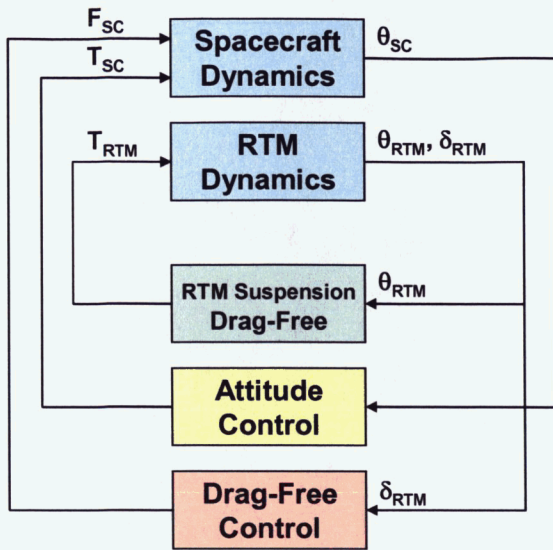 F_SC
T_SC
Spacecraft
Dynamics
θ_SC
T_RTM
RTM
Dynamics
θ_RTM, δ_RTM
RTM Suspension
Drag-Free
θ_RTM
Attitude
Control
Drag-Free
Control
δ_RTM